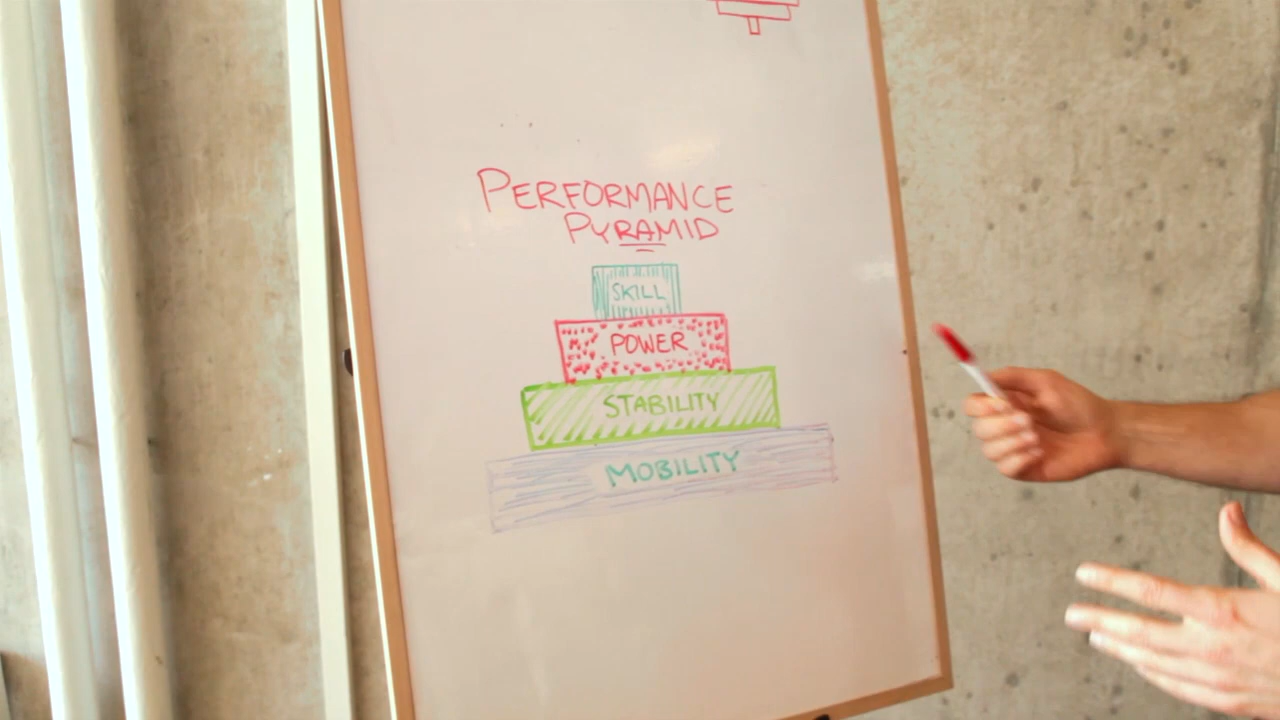 PERFORMANCE
PYRAMID
SKILL
POWER
STABILITY
MOBILITY